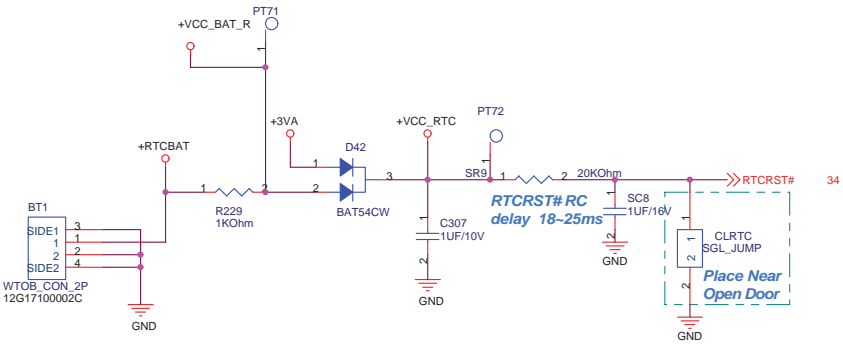 PT71
+VCC_BAT_R
1
PT72
+3VA
+VCC_RTC
D42
+RTCBAT
1
3
SR9
1
2
20KOhm
RTCRST#
34
1
2
2
BAT54CW
RTCRST# RC
delay 18~25ms
SC8
1UF/16V
1
2
R229
1KOhm
1
2
C307
1UF/10V
1
1
2
CLRTC
SGL_JUMP
2
BT1
SIDE1
3
1
1
2
2
SIDE2
4
GND
Place Near
Open Door
WTOB_CON_2P
12G17100002C
GND
GND
GND